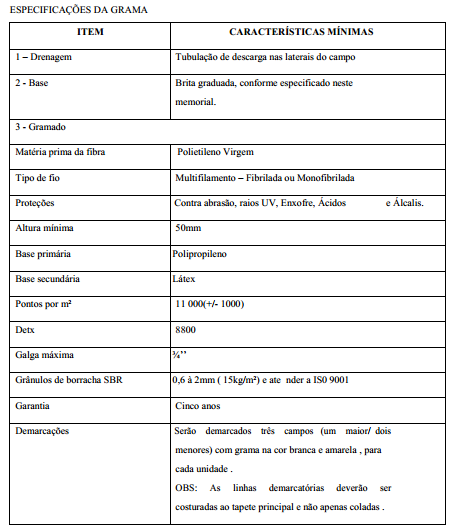 ESPECIFICAÇÕES DA GRAMA
ITEM CARACTERÍSTICAS MÍNIMAS
1 – Drenagem Tubulação de descarga nas laterais do campo
2 - Base Brita graduada, conforme especificado neste
memorial.
3 - Gramado
Matéria prima da fibra Polietileno Virgem
Tipo de fio Multifilamento – Fibrilada ou Monofibrilada
Proteções Contra abrasão, raios UV, Enxofre, Ácidos e Álcalis.
Altura mínima 50mm
Base primária Polipropileno
Base secundária Látex
Pontos por m² 11 000(+/- 1000)
Detx 8800
Galga máxima ¾’’
Grânulos de borracha SBR 0,6 à 2mm ( 15kg/m²) e ate nder a IS0 9001
Garantia Cinco anos
Demarcações Serão demarcados três campos (um maior/ dois
menores) com grama na cor branca e amarela , para
cada unidade .
OBS: As linhas demarcatórias deverão ser
costuradas ao tapete principal e não apenas coladas .